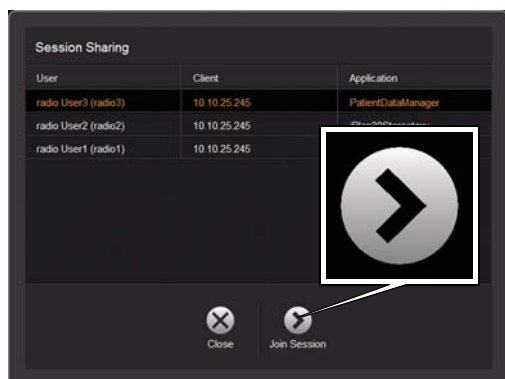 Session Sharing
User Client Application
radio User3 (radio3) 10.10.25.245 PatientDataManager
radio User2 (radio2) 10.10.25.245
radio User1 (radio1) 10.10.25.245
Close Join Session